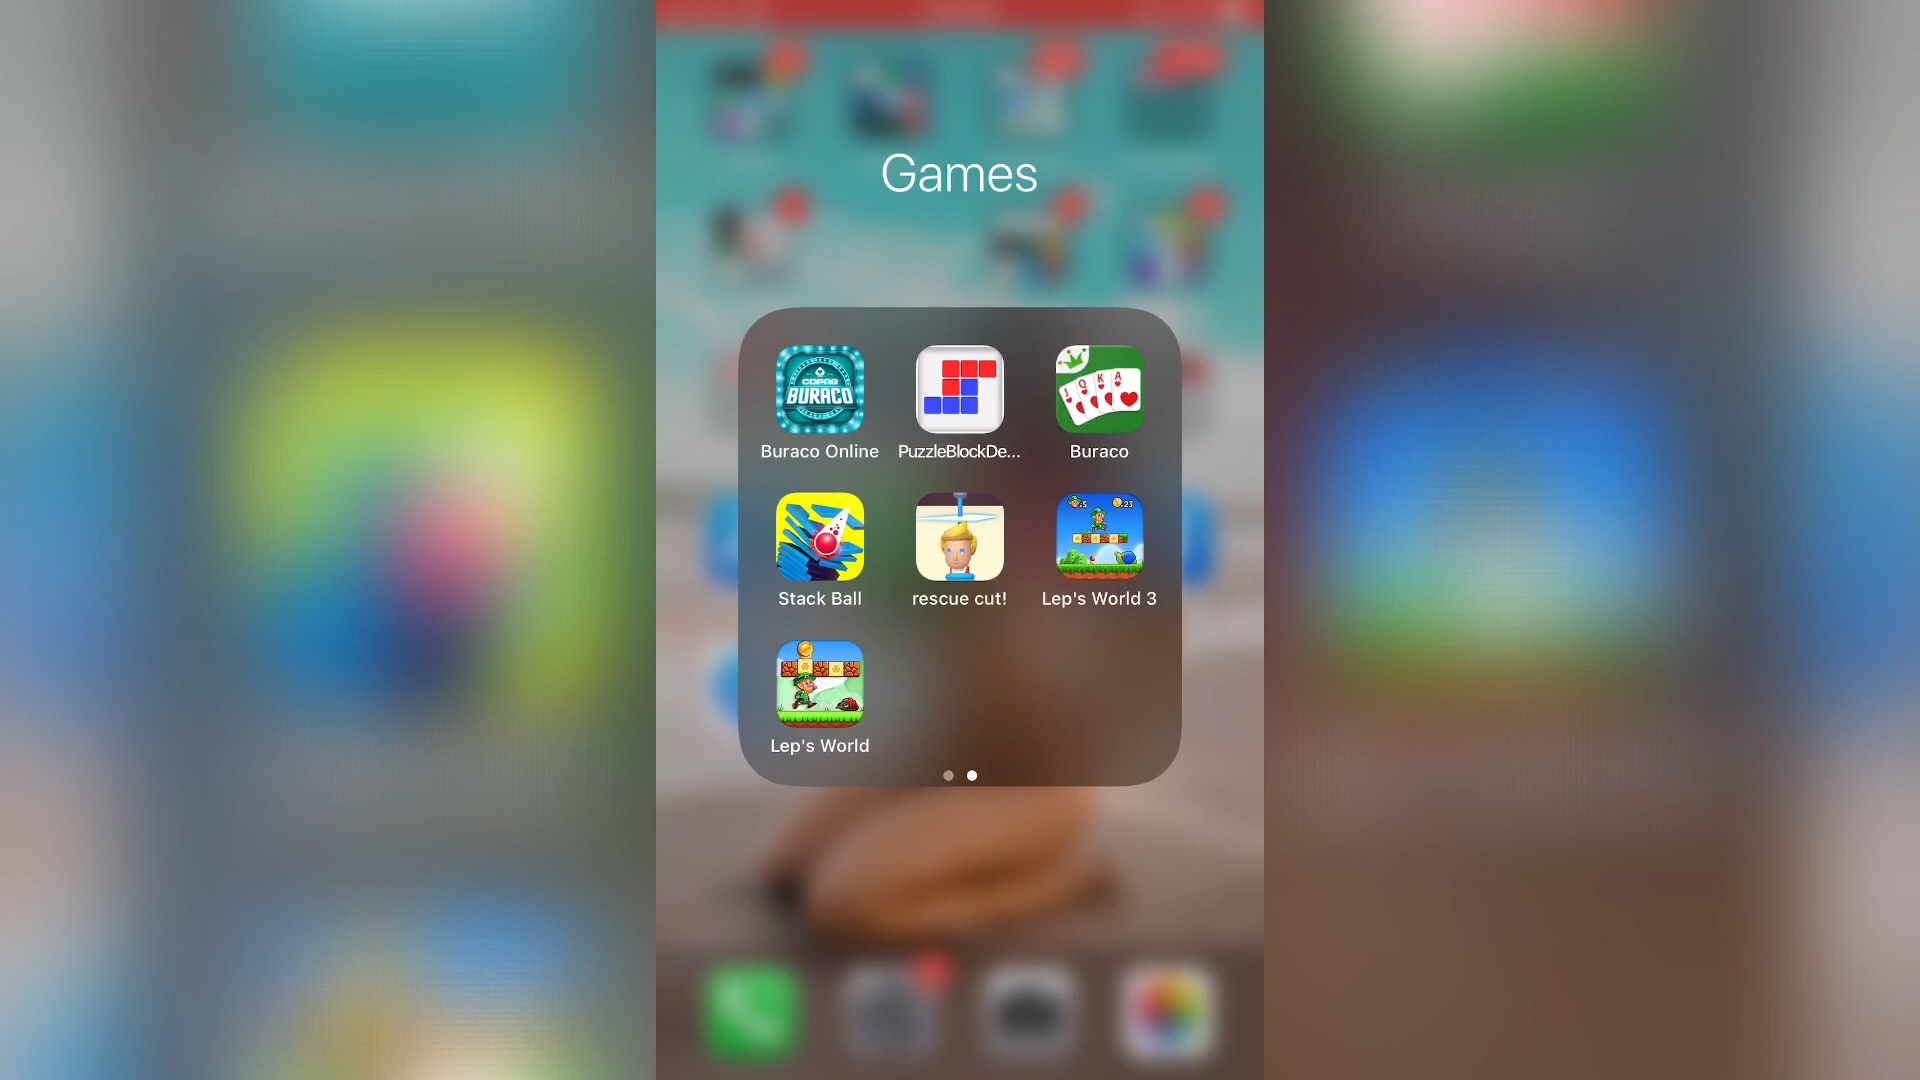 Games
COPAG
BURACO
Buraco Online
PuzzleBlockDe...
J Q K A
Buraco
Stack Ball
rescue cut!
Lep's World 3
Lep's World